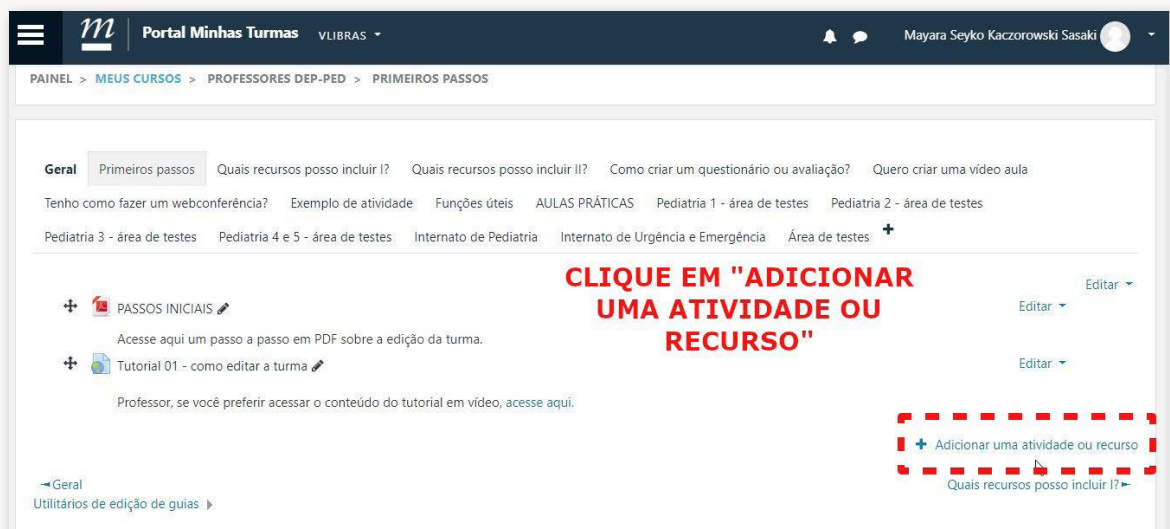 m Portal Minhas Turmas VLIBRAS Mayara Seyko Kaczorowski Sasaki
PAINEL > MEUS CURSOS > PROFESSORES DEP-PED > PRIMEIROS PASSOS
Geral Primeiros passos Quais recursos posso incluir I? Quais recursos posso incluir II? Como criar um questionário ou avaliação? Quero criar uma vídeo aula
Tenho como fazer um webconferência? Exemplo de atividade Funções úteis AULAS PRÁTICAS Pediatria 1 - área de testes Pediatria 2 - área de testes
Pediatria 3 - área de testes Pediatria 4 e 5 - área de testes Internato de Pediatria Internato de Urgência e Emergência Área de testes +
CLIQUE EM "ADICIONAR
UMA ATIVIDADE OU
RECURSO"
Editar
PASSOS INICIAIS Editar
Acesse aqui um passo a passo em PDF sobre a edição da turma.
Tutorial 01 - como editar a turma Editar
Professor, se você preferir acessar o conteúdo do tutorial em vídeo, acesse aqui.
+ Adicionar uma atividade ou recurso
◄Geral Quais recursos posso incluir I?►
Utilitários de edição de guias